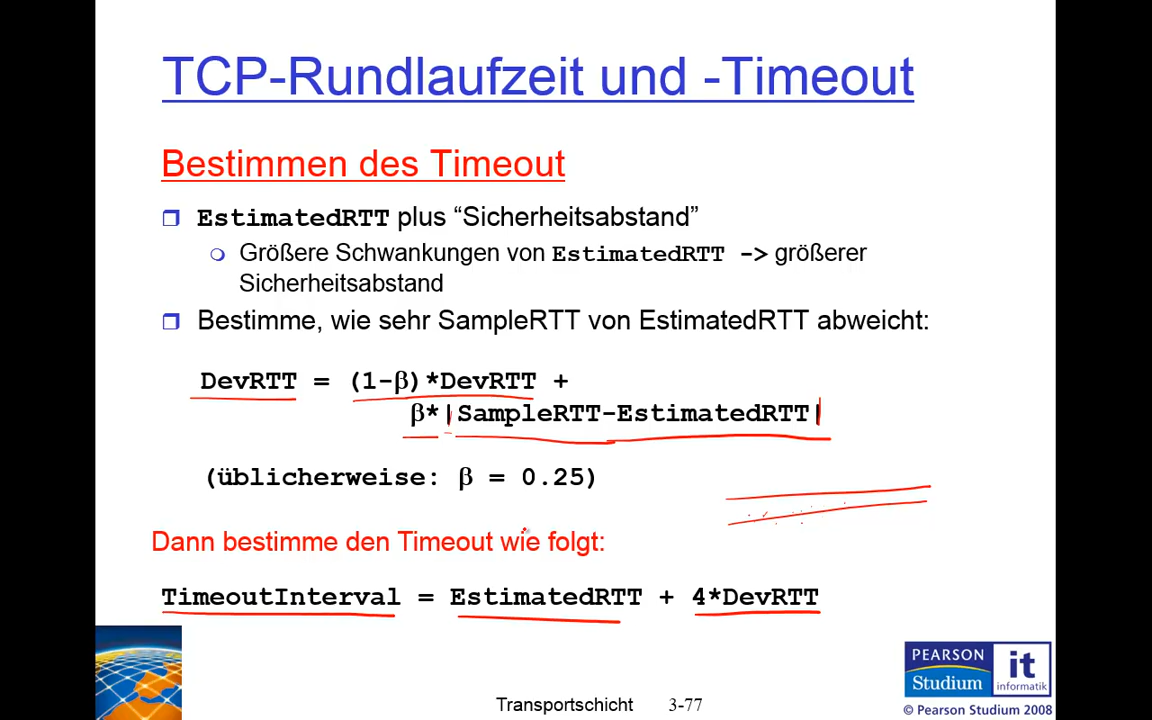 TCP-Rundlaufzeit und -Timeout
Bestimmen des Timeout
EstimatedRTT plus “Sicherheitsabstand”
Größere Schwankungen von EstimatedRTT -> größerer
Sicherheitsabstand
Bestimme, wie sehr SampleRTT von EstimatedRTT abweicht:
DevRTT = (1-β)*DevRTT +
β*|SampleRTT-EstimatedRTT|
(üblicherweise: β = 0.25)
Dann bestimme den Timeout wie folgt:
TimeoutInterval = EstimatedRTT + 4*DevRTT
PEARSON
Studium
it
informatik
Transportschicht 3-77
© Pearson Studium 2008